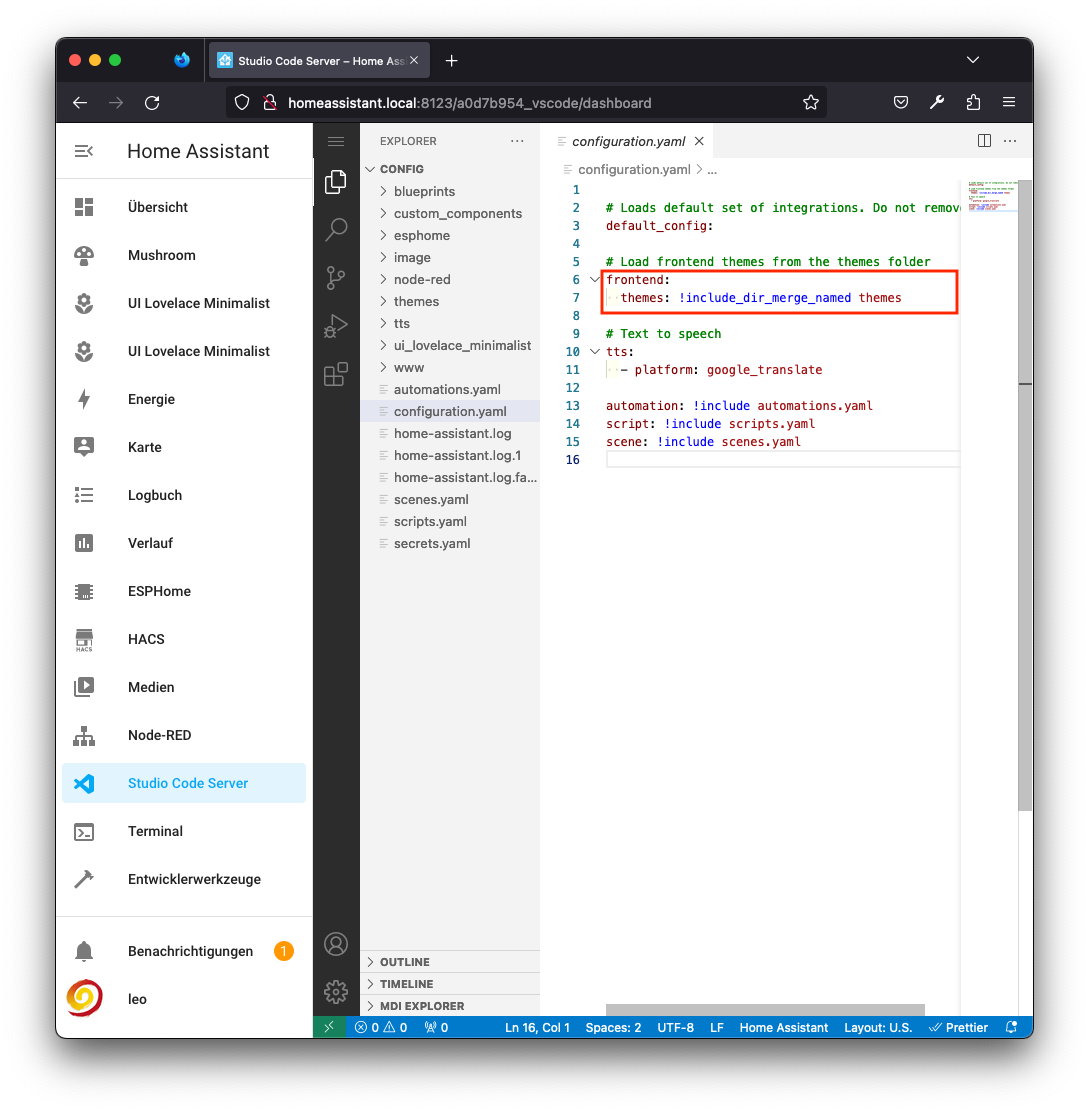 Studio Code Server – Home Ass
homeassistant.local:8123/a0d7b954_vscode/dashboard
Home Assistant
Übersicht
Mushroom
UI Lovelace Minimalist
UI Lovelace Minimalist
Energie
Karte
Logbuch
Verlauf
ESPHome
HACS
HACS
Medien
Node-RED
Studio Code Server
Terminal
Entwicklerwerkzeuge
Benachrichtigungen 1
leo
EXPLORER
CONFIG
blueprints
custom_components
esphome
image
node-red
themes
tts
ui_lovelace_minimalist
www
automations.yaml
configuration.yaml
home-assistant.log
home-assistant.log.1
home-assistant.log.fa...
scenes.yaml
scripts.yaml
secrets.yaml
OUTLINE
TIMELINE
MDI EXPLORER
configuration.yaml
configuration.yaml > ...
1
2 # Loads default set of integrations. Do not remove
3 default_config:
4
5 # Load frontend themes from the themes folder
6 frontend:
7 themes: !include_dir_merge_named themes
8
9 # Text to speech
10 tts:
11 - platform: google_translate
12
13 automation: !include automations.yaml
14 script: !include scripts.yaml
15 scene: !include scenes.yaml
16
0 0 0 Ln 16, Col 1 Spaces: 2 UTF-8 LF Home Assistant Layout: U.S. Prettier